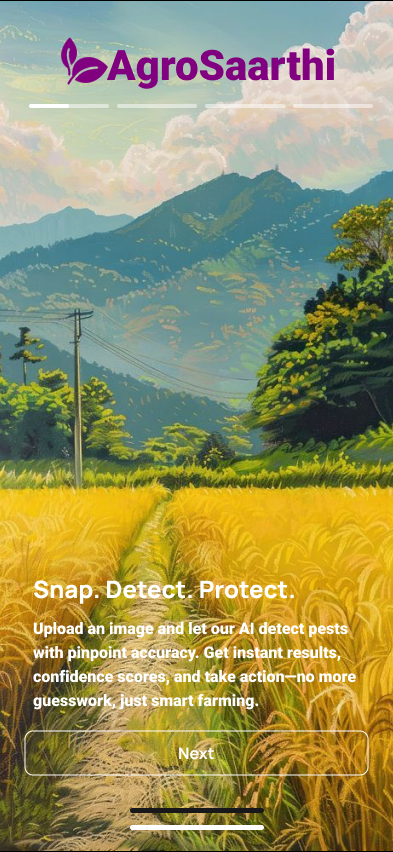 AgroSaarthi
Snap. Detect. Protect.
Upload an image and let our AI detect pests
with pinpoint accuracy. Get instant results,
confidence scores, and take action—no more
guesswork, just smart farming.
Next